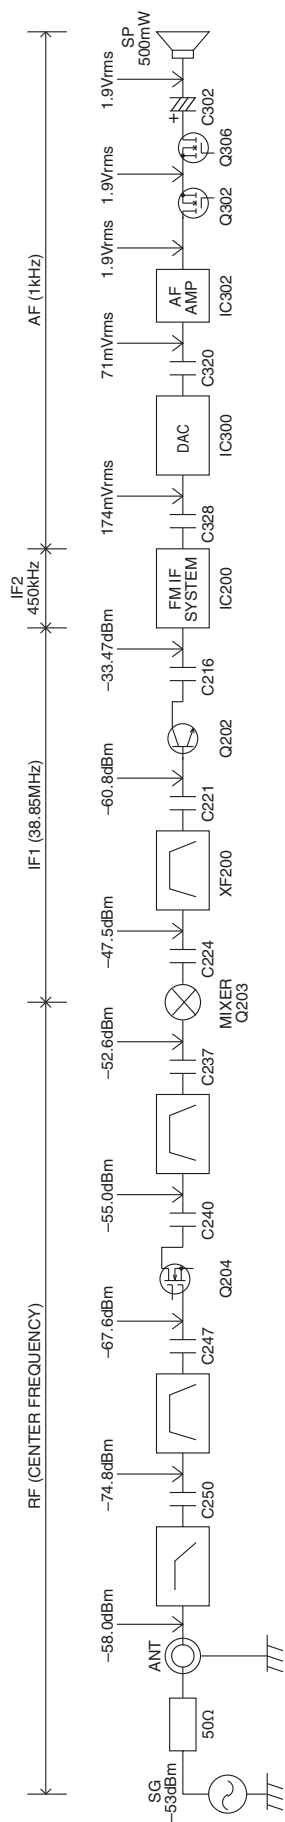 RF (CENTER FREQUENCY)
IF1 (38.85MHz)
IF2
450kHz
AF (1kHz)
SG
–53dBm
–58.0dBm
–74.8dBm
–67.6dBm
–55.0dBm
–52.6dBm
–47.5dBm
–60.8dBm
–33.47dBm
174mVrms
71mVrms
1.9Vrms
1.9Vrms
1.9Vrms
SP
500mW
50Ω
ANT
C250
C247
Q204
C240
C237
MIXER
Q203
C224
XF200
C221
Q202
C216
FM IF
SYSTEM
IC200
C328
DAC
IC300
C320
AF
AMP
IC302
Q302
Q306
+
C302